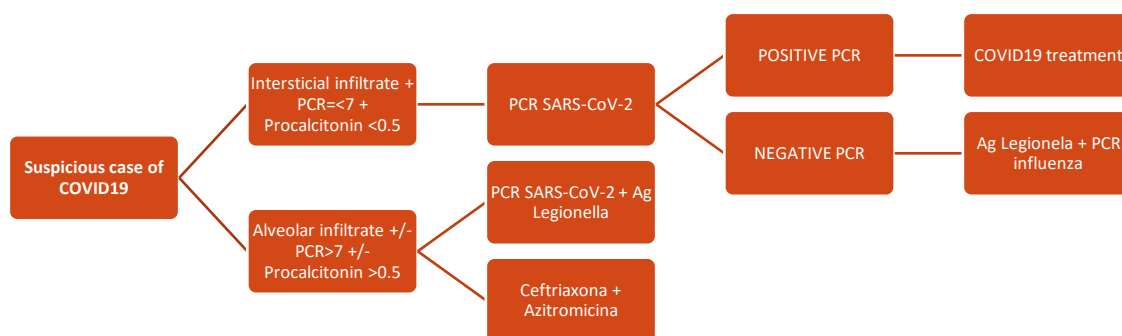 Suspicious case of
COVID19
Intersticial infiltrate +
PCR=<7 +
Procalcitonin <0.5
PCR SARS-CoV-2
POSITIVE PCR
COVID19 treatment
NEGATIVE PCR
Ag Legionela + PCR
influenza
Alveolar infiltrate +/-
PCR>7 +/-
Procalcitonin >0.5
PCR SARS-CoV-2 + Ag
Legionella
Ceftriaxona +
Azitromicina